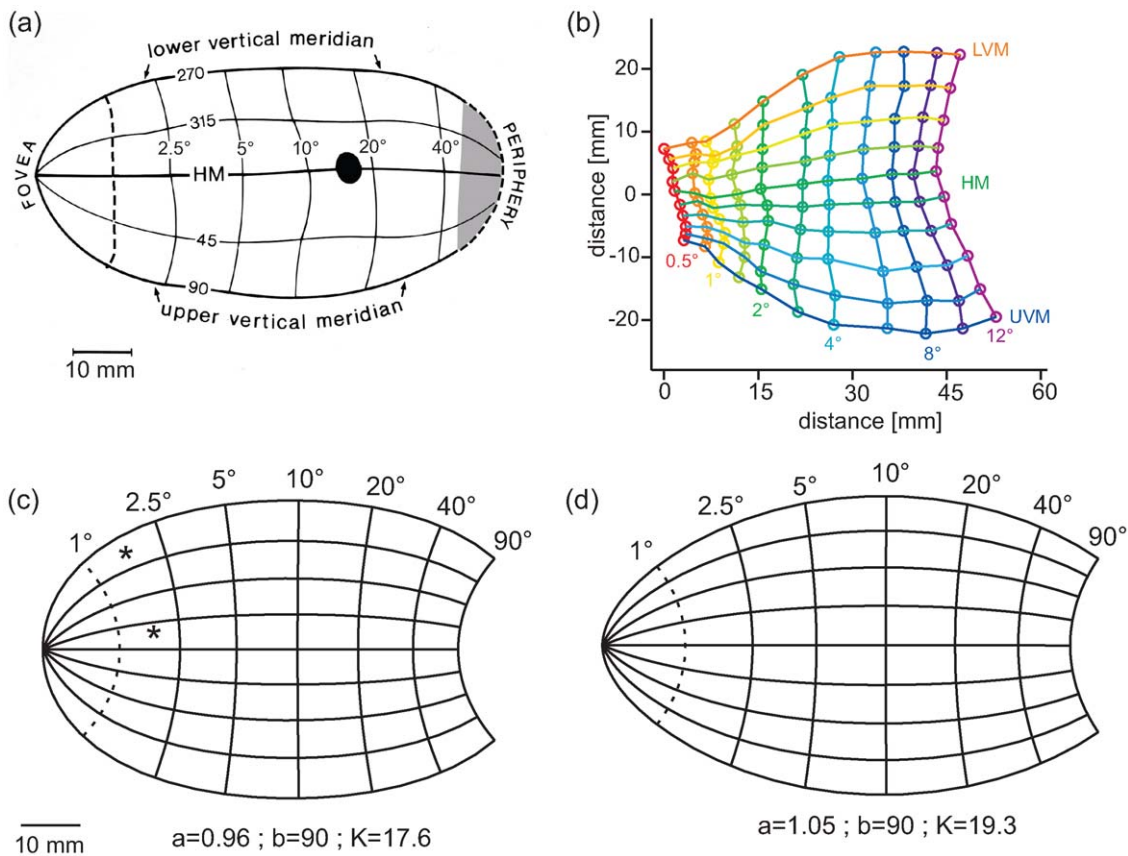 (a)
lower vertical meridian
270
315
2.5°
5°
10°
20°
40°
FOVEA
HM
PERIPHERY
45
90
upper vertical meridian
10 mm
(b)
distance [mm]
20
10
0
-10
-20
LVM
HM
UVM
0.5°
1°
2°
4°
8°
12°
0
15
30
45
60
distance [mm]
(c)
1°
2.5°
5°
10°
20°
40°
90°
*
*
10 mm
a=0.96 ; b=90 ; K=17.6
(d)
1°
2.5°
5°
10°
20°
40°
90°
a=1.05 ; b=90 ; K=19.3